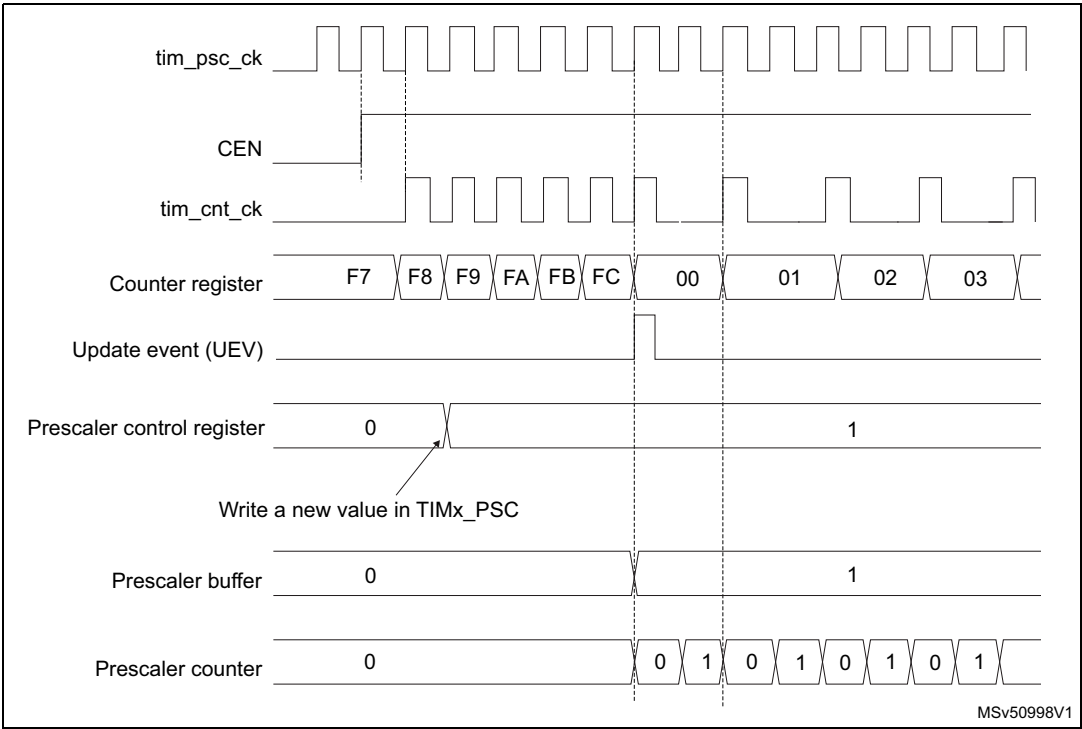 tim_psc_ck
CEN
tim_cnt_ck
Counter register F7 F8 F9 FA FB FC 00 01 02 03
Update event (UEV)
Prescaler control register 0 1
Write a new value in TIMx_PSC
Prescaler buffer 0 1
Prescaler counter 0 0 1 0 1 0 1 0 1
MSv50998V1